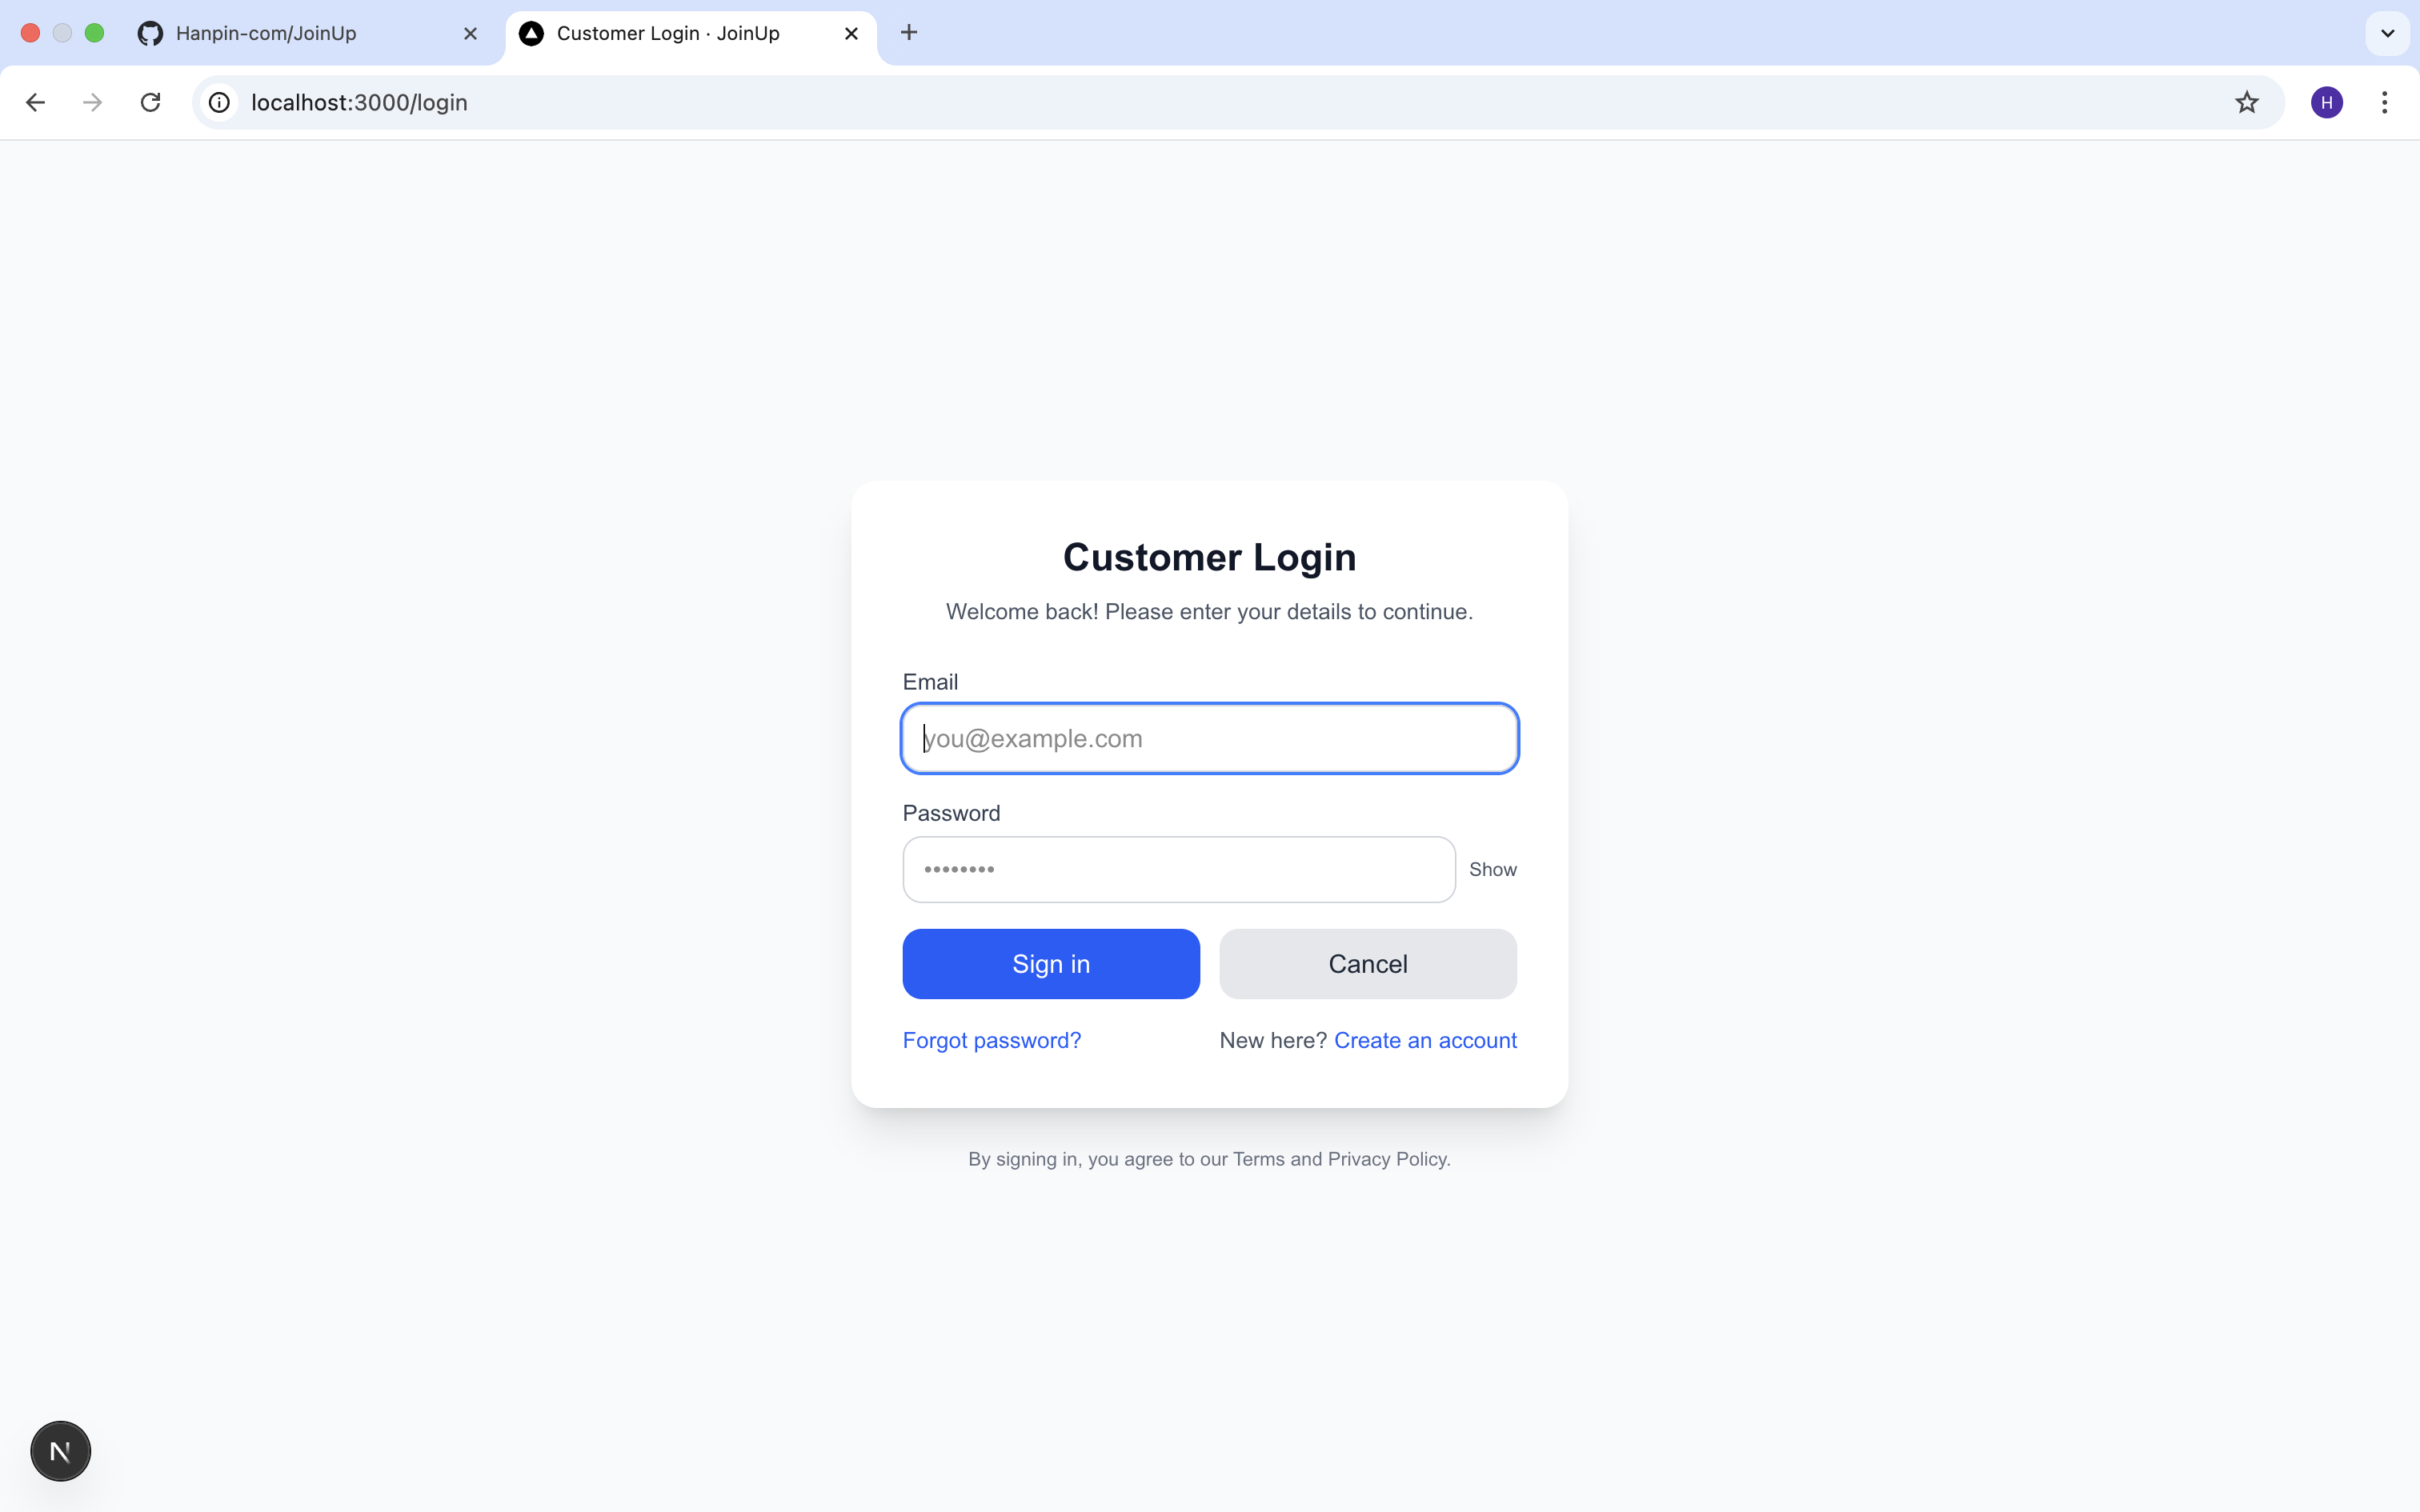 Hanpin-com/JoinUp
Customer Login · JoinUp
localhost:3000/login
H
Customer Login
Welcome back! Please enter your details to continue.
Email
you@example.com
Password
••••••••
Show
Sign in
Cancel
Forgot password?
New here? Create an account
By signing in, you agree to our Terms and Privacy Policy.
N